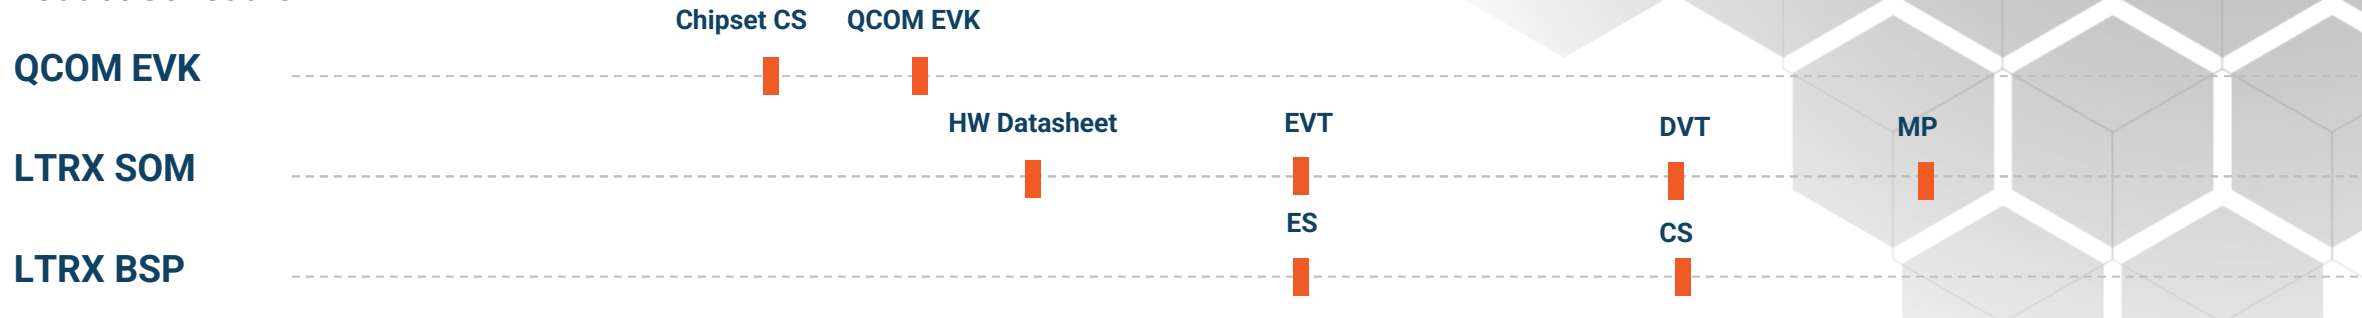 Chipset CS QCOM EVK
QCOM EVK
HW Datasheet EVT DVT MP
LTRX SOM
ES CS
LTRX BSP